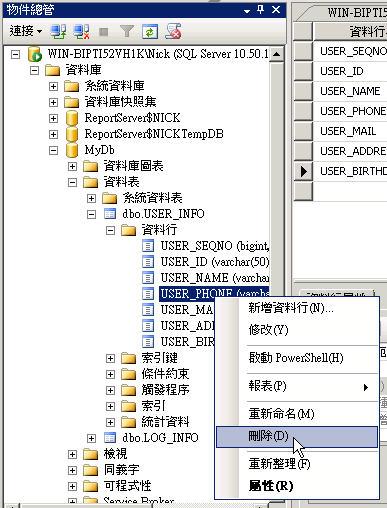 物件總管
連接
WIN-BIPTI52VH1K\Nick (SQL Server 10.50.1
資料庫
系統資料庫
資料庫快照集
ReportServer$NICK
ReportServer$NICKTempDB
MyDb
資料庫圖表
資料表
系統資料表
dbo.USER_INFO
資料行
USER_SEQNO (bigint,
USER_ID (varchar(50)
USER_NAME (varchar
USER_PHONE (varcha
USER_MA
USER_ADD
USER_BIR
索引鍵
條件約束
觸發程序
索引
統計資料
dbo.LOG_INFO
檢視
同義字
可程式性
Service Broker
新增資料行(N)...
修改(Y)
啟動 PowerShell(H)
報表(P)
重新命名(M)
刪除(D)
重新整理(F)
屬性(R)
WIN-BIPTI52V
資料行
USER_SEQNO
USER_ID
USER_NAME
USER_PHONE
USER_MAIL
USER_ADDRE
USER_BIRTHD